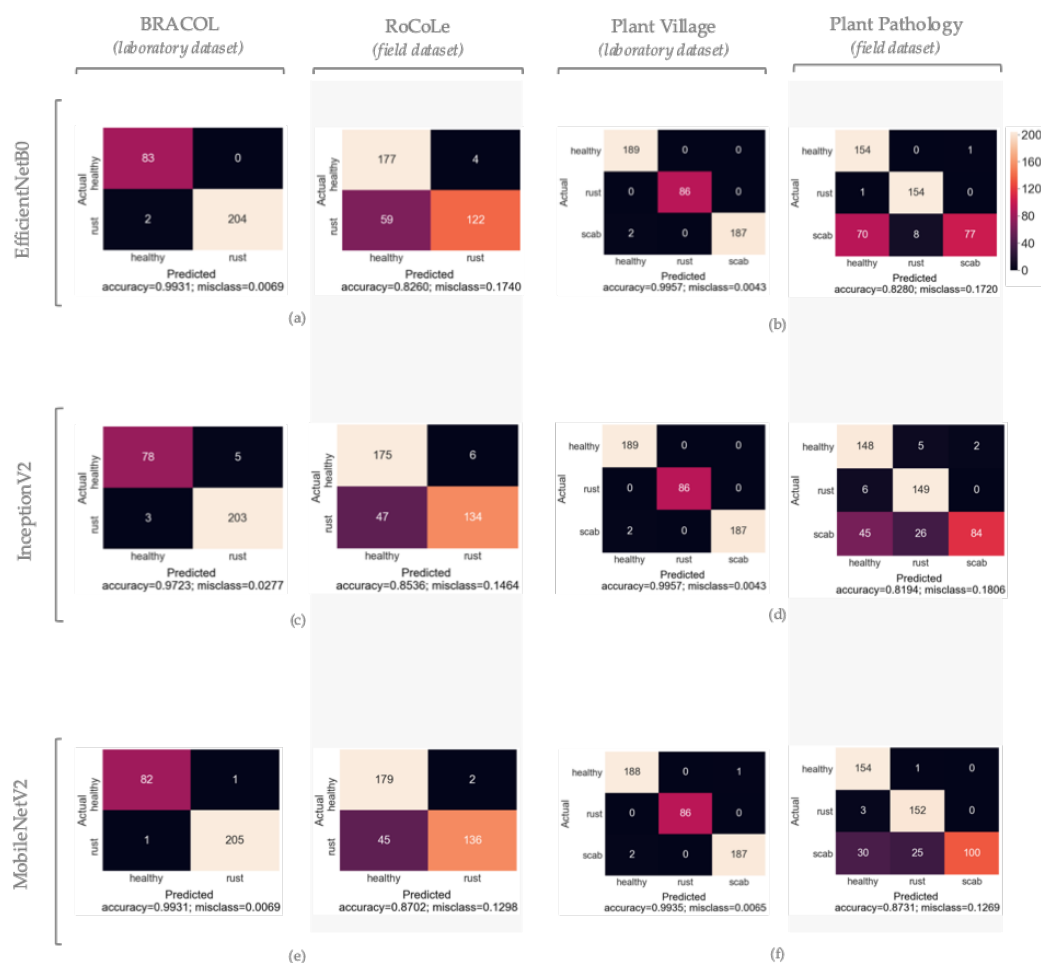 BRACOL
(laboratory dataset)
RoCoLe
(field dataset)
Plant Village
(laboratory dataset)
Plant Pathology
(field dataset)
EfficientNetB0
Actual
healthy
rust
83 0
2 204
healthy rust
Predicted
accuracy=0.9931; misclass=0.0069
Actual
healthy
rust
177 4
59 122
healthy rust
Predicted
accuracy=0.8260; misclass=0.1740
(a)
Actual
healthy 189 0 0
rust 0 86 0
scab 2 0 187
healthy rust scab
Predicted
accuracy=0.9957; misclass=0.0043
Actual
healthy 154 0 1
rust 1 154 0
scab 70 8 77
healthy rust scab
Predicted
accuracy=0.8280; misclass=0.1720
200
160
120
80
40
0
(b)
InceptionV2
Actual
healthy
rust
78 5
3 203
healthy rust
Predicted
accuracy=0.9723; misclass=0.0277
Actual
healthy
rust
175 6
47 134
healthy rust
Predicted
accuracy=0.8536; misclass=0.1464
(c)
Actual
healthy 189 0 0
rust 0 86 0
scab 2 0 187
healthy rust scab
Predicted
accuracy=0.9957; misclass=0.0043
Actual
healthy 148 5 2
rust 6 149 0
scab 45 26 84
healthy rust scab
Predicted
accuracy=0.8194; misclass=0.1806
(d)
MobileNetV2
Actual
healthy
rust
82 1
1 205
healthy rust
Predicted
accuracy=0.9931; misclass=0.0069
Actual
healthy
rust
179 2
45 136
healthy rust
Predicted
accuracy=0.8702; misclass=0.1298
(e)
Actual
healthy 188 0 1
rust 0 86 0
scab 2 0 187
healthy rust scab
Predicted
accuracy=0.9935; misclass=0.0065
Actual
healthy 154 1 0
rust 3 152 0
scab 30 25 100
healthy rust scab
Predicted
accuracy=0.8731; misclass=0.1269
(f)